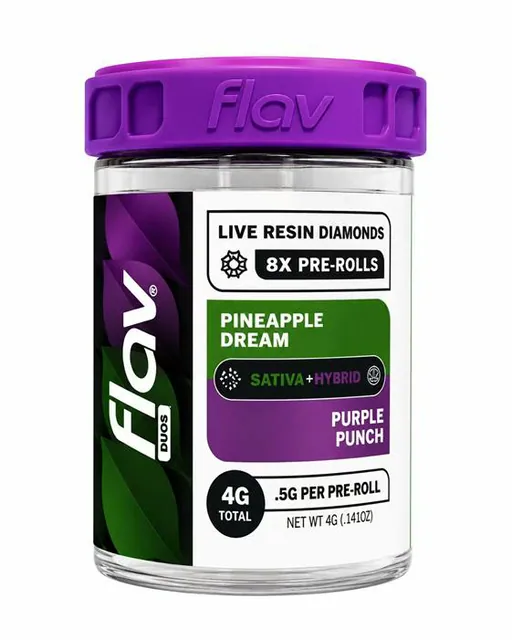 flav
flav®
DUOS
LIVE RESIN DIAMONDS
8X PRE-ROLLS
PINEAPPLE
DREAM
SATIVA+HYBRID
PURPLE
PUNCH
4G
TOTAL
.5G PER PRE-ROLL
NET WT 4G (.141OZ)